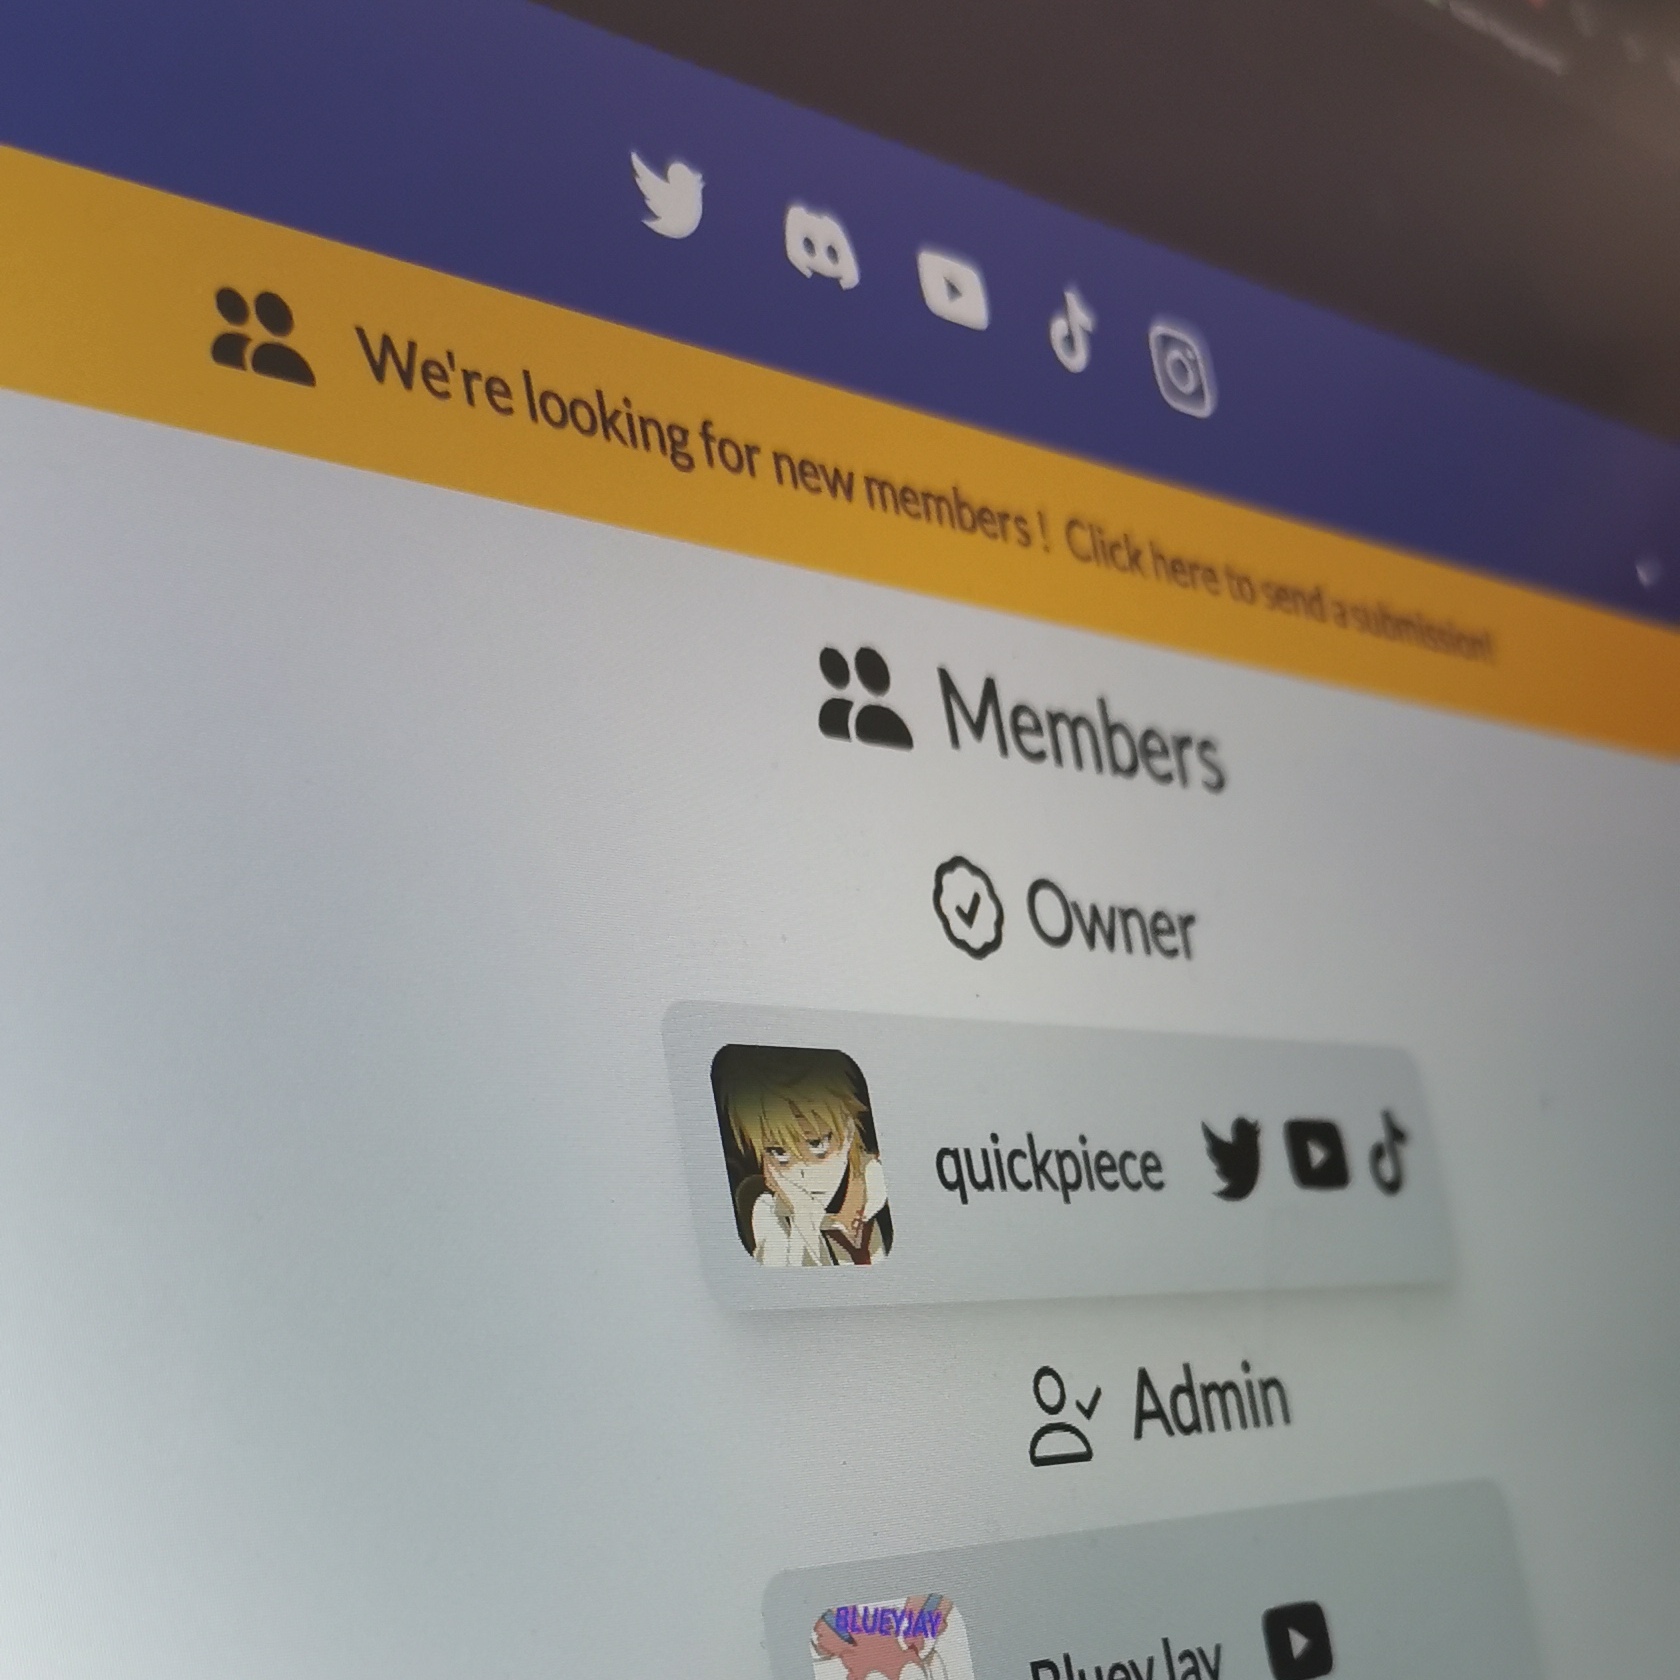 We're looking for new members! Click here to send a submission!
Members
Owner
quickpiece
Admin
BLUEYJAY
BlueyJay